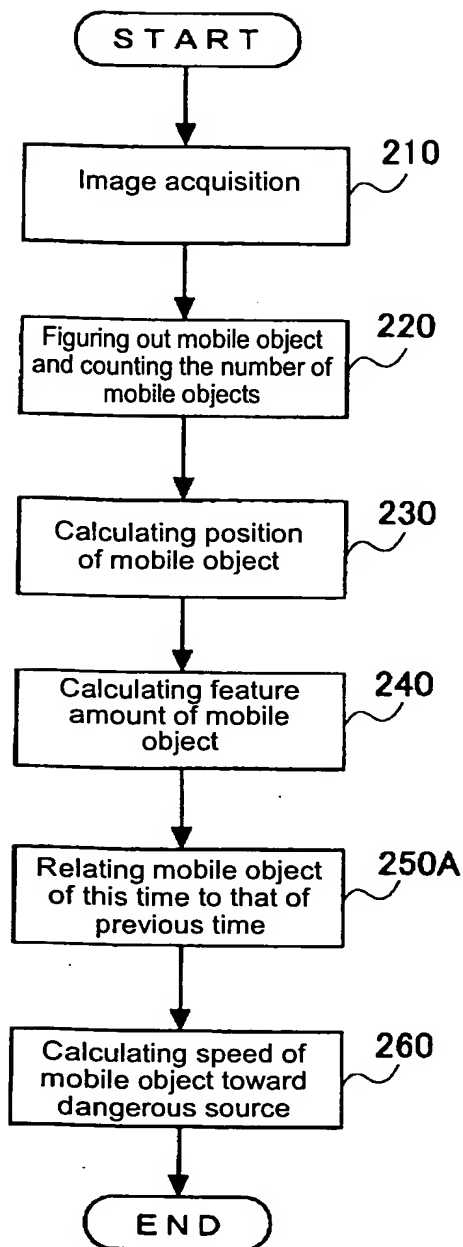 START
Image acquisition
210
Figuring out mobile object
and counting the number of
mobile objects
220
Calculating position
of mobile object
230
Calculating feature
amount of mobile
object
240
Relating mobile object
of this time to that of
previous time
250A
Calculating speed of
mobile object toward
dangerous source
260
END